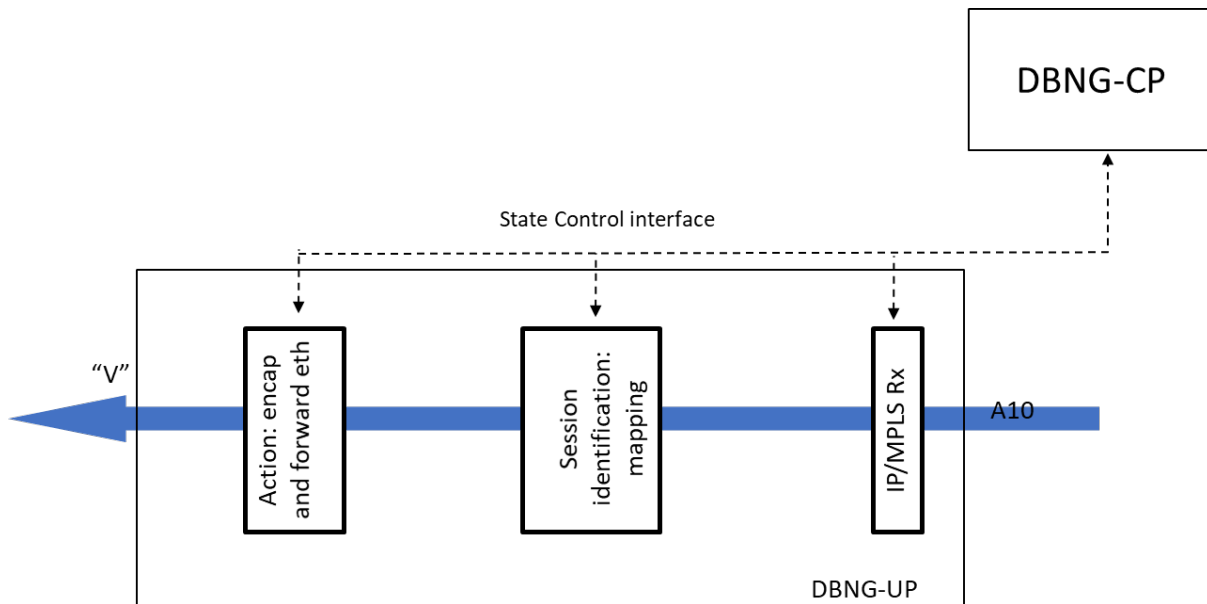 DBNG-CP
State Control interface
“V”
Action: encap
and forward eth
Session
identification:
mapping
IP/MPLS Rx
A10
DBNG-UP